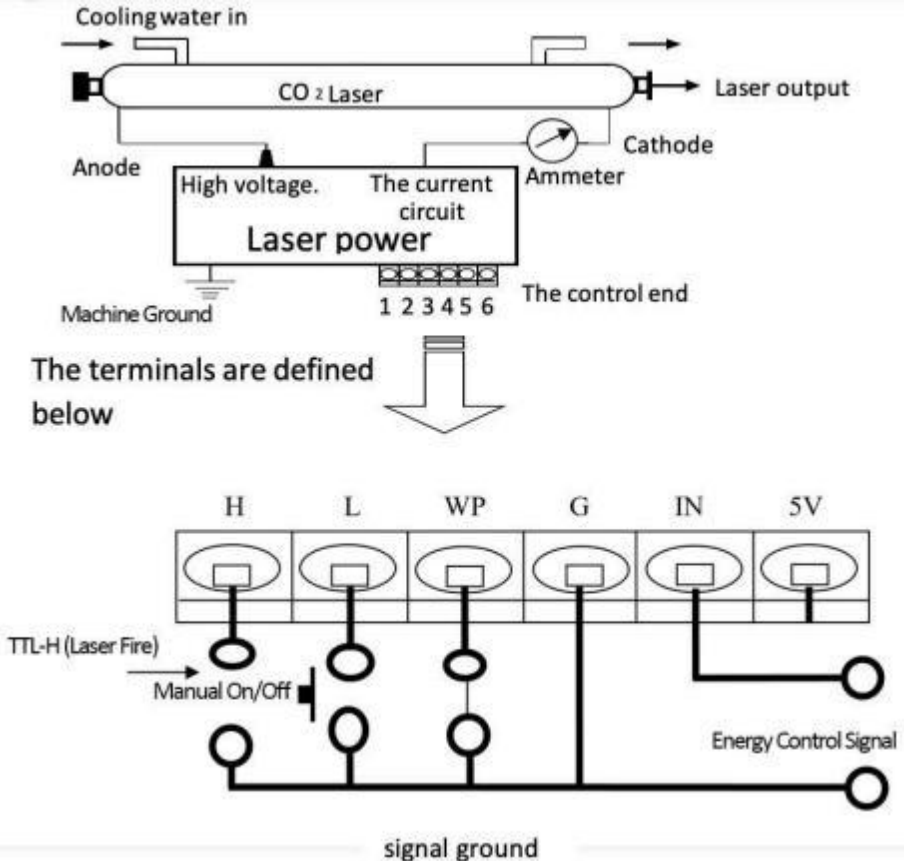 Cooling water in
CO 2 Laser
Laser output
Anode
Cathode
Ammeter
High voltage.
The current
circuit
Laser power
The control end
1 2 3 4 5 6
Machine Ground
The terminals are defined
below
H L WP G IN 5V
TTL-H (Laser Fire)
Manual On/Off
Energy Control Signal
signal ground